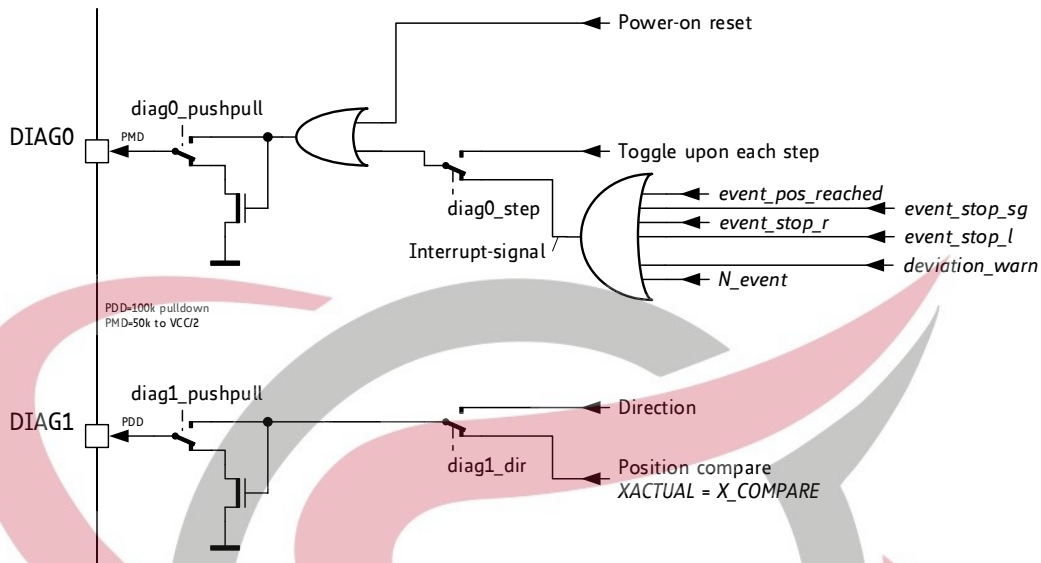 Power-on reset
diag0_pushpull
DIAG0
PMD
Toggle upon each step
event_pos_reached
diag0_step
event_stop_sg
event_stop_r
Interrupt-signal
event_stop_l
deviation_warn
N_event
PDD=100k pulldown
PMD=50k to VCC/2
diag1_pushpull
Direction
DIAG1
PDD
diag1_dir
Position compare
XACTUAL = X_COMPARE